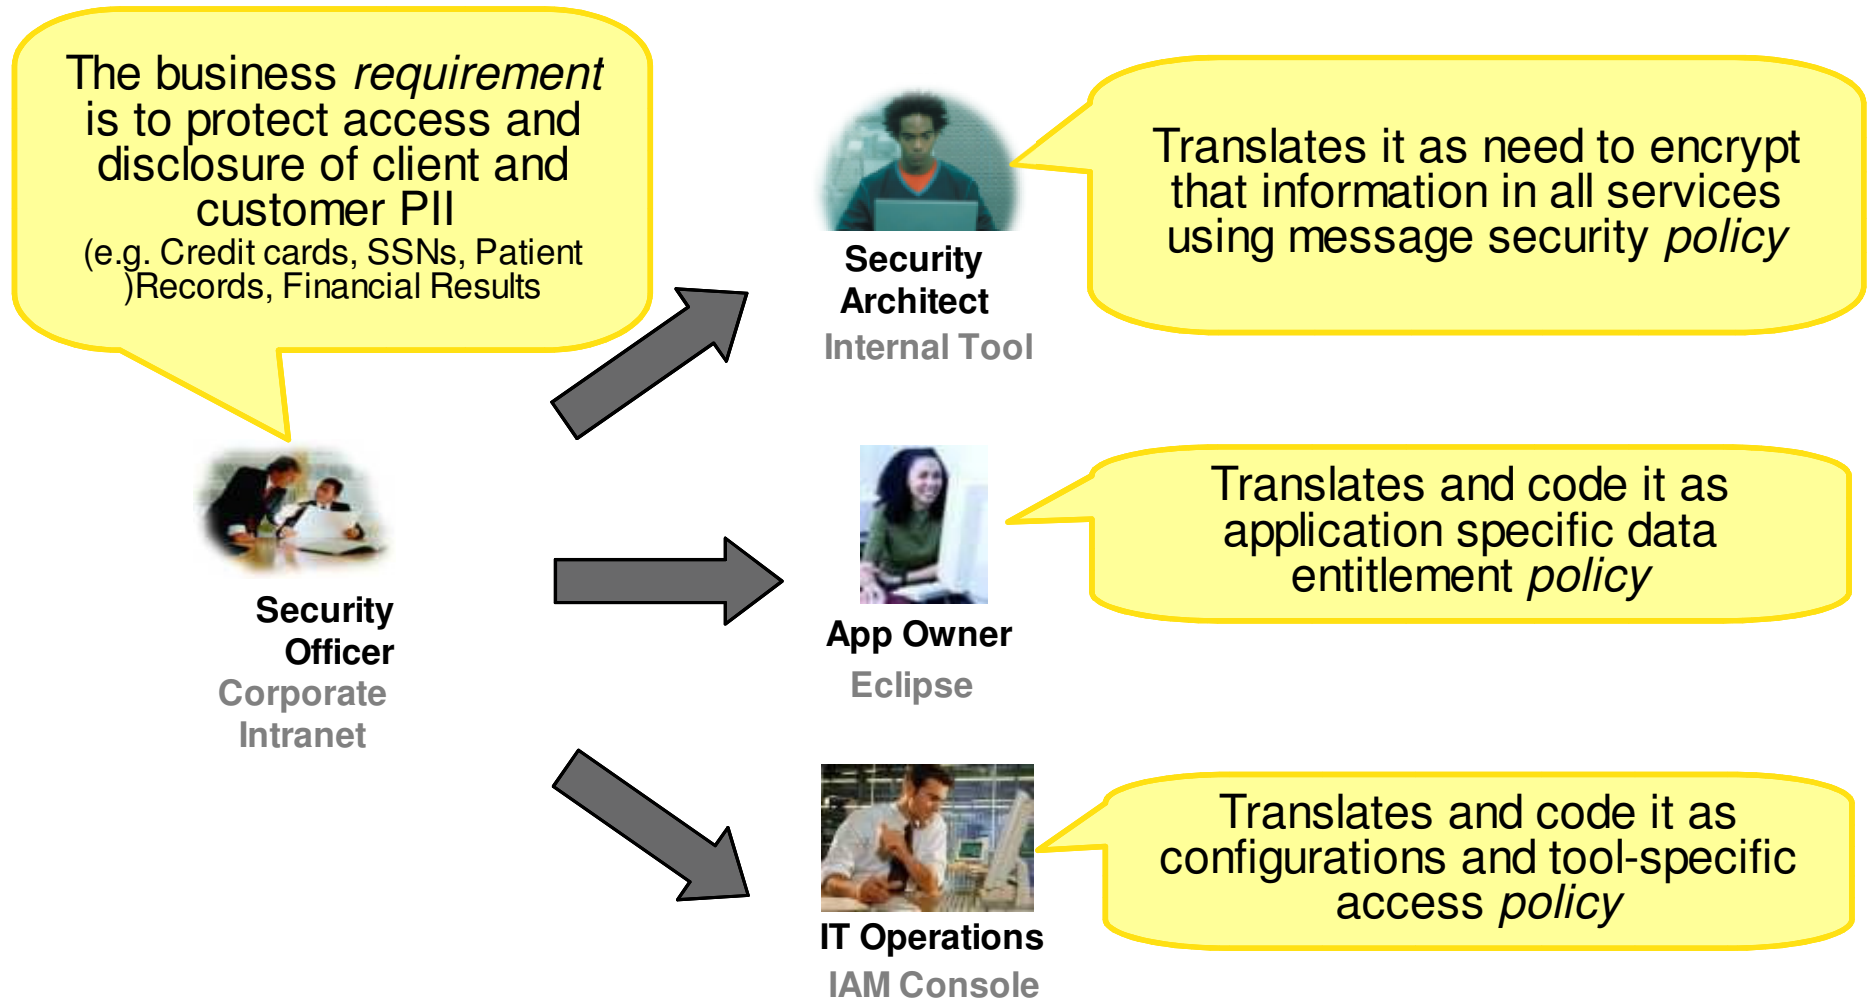 The business requirement
is to protect access and
disclosure of client and
customer PII
(e.g. Credit cards, SSNs, Patient
)Records, Financial Results
Security
Officer
Corporate
Intranet
Security
Architect
Internal Tool
Translates it as need to encrypt
that information in all services
using message security policy
App Owner
Eclipse
Translates and code it as
application specific data
entitlement policy
IT Operations
IAM Console
Translates and code it as
configurations and tool-specific
access policy